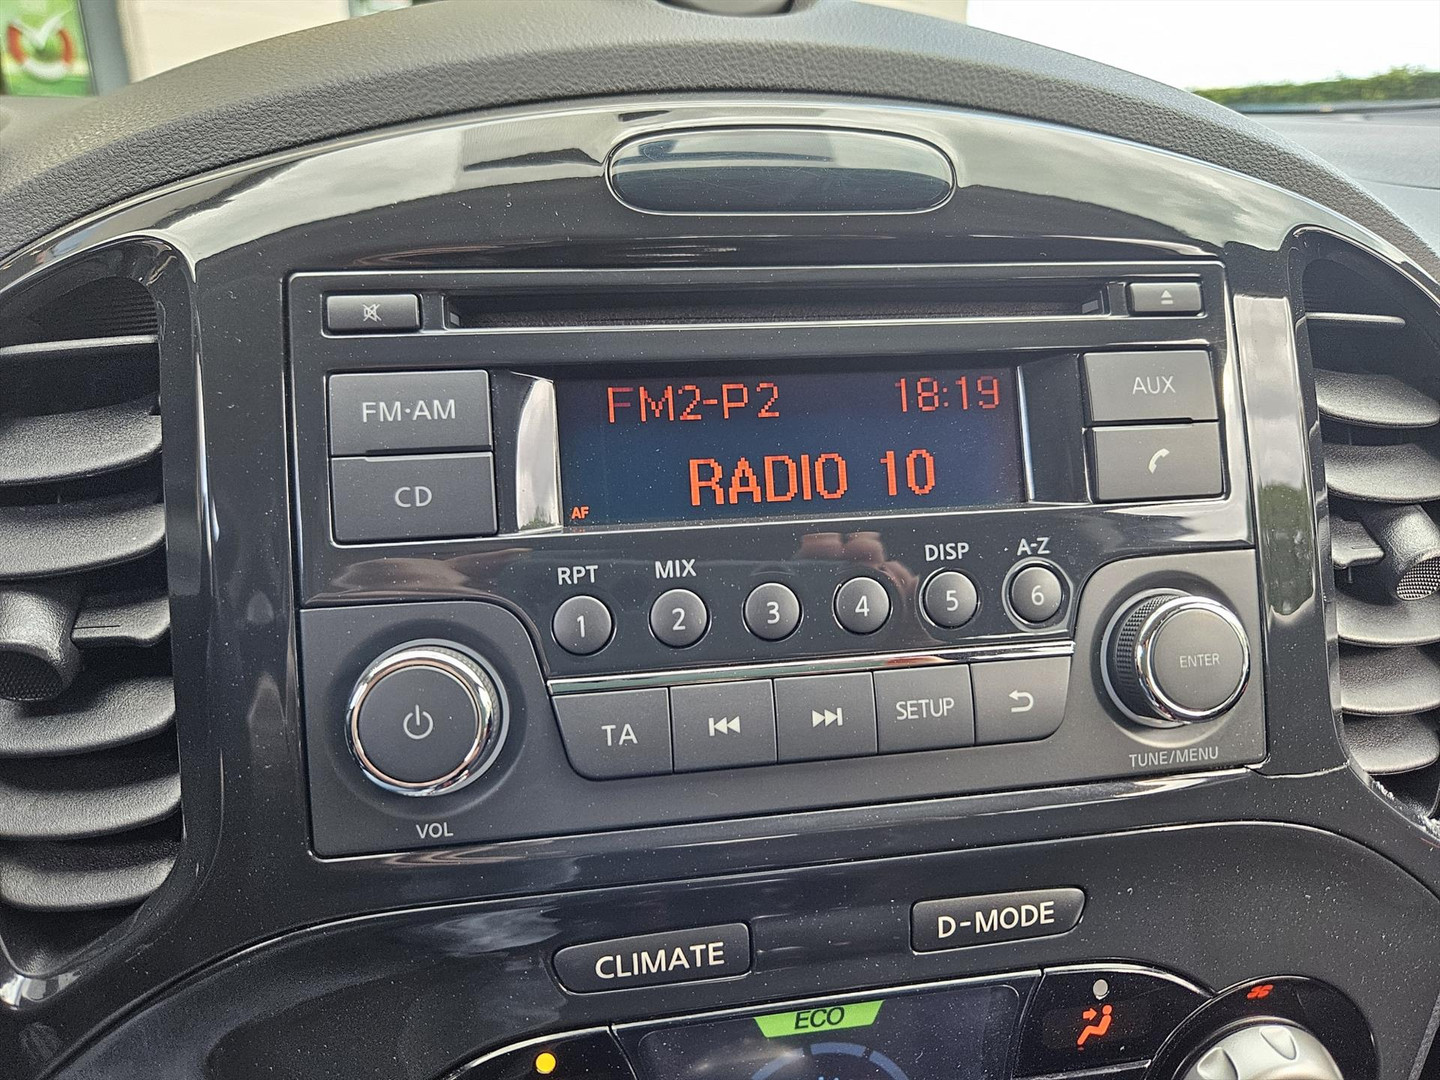 FM·AM
CD
FM2-P2 18:19
RADIO 10
AF
AUX
RPT MIX DISP A-Z
1 2 3 4 5 6
TA SETUP
VOL
ENTER
TUNE/MENU
CLIMATE
D-MODE
ECO